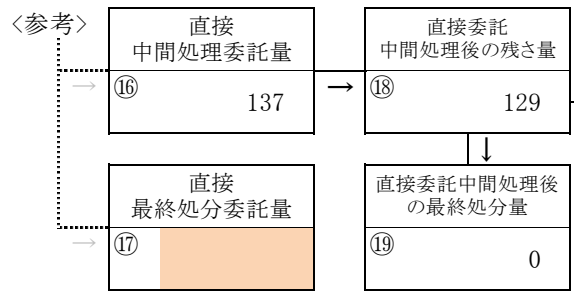 〈参考〉
直接
中間処理委託量
⑯
137
→
→
直接委託
中間処理後の残さ量
⑱
129
↓
直接
最終処分委託量
⑰
→
直接委託中間処理後
の最終処分量
⑲
0